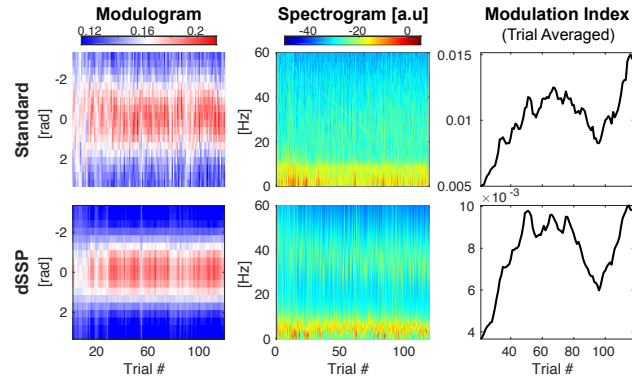 Modulogram
Spectrogram [a.u]
Modulation Index
(Trial Averaged)
0.12 0.16 0.2
-40 -20 0
Standard
[rad]
-2
0
2
[Hz]
60
40
20
0
0.015
0.01
0.005
dSSP
[rad]
-2
0
2
20 60 100
Trial #
[Hz]
60
40
20
0
20 60 100
Trial #
× 10⁻³
10
8
6
4
40 60 80 100
Trial #